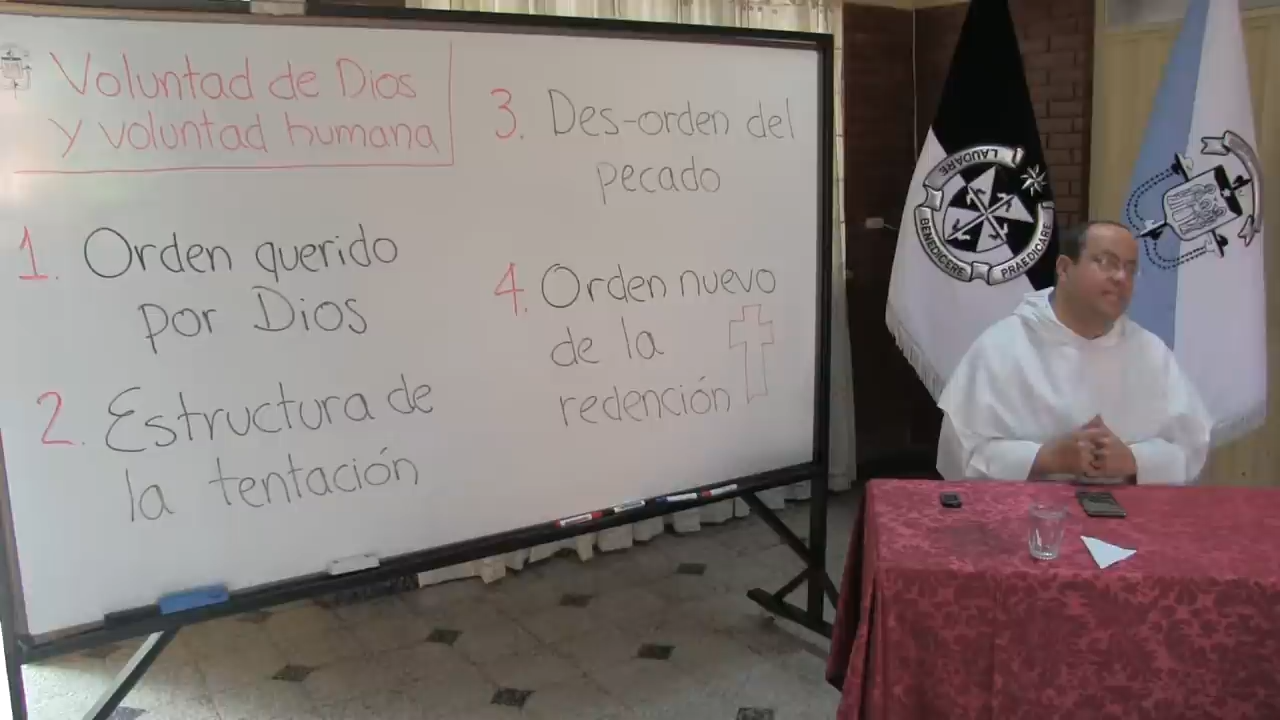 Voluntad de Dios
y voluntad humana
1. Orden querido
por Dios
2. Estructura de
la tentación
3. Des-orden del
pecado
4. Orden nuevo
de la
redención
LAUDARE
BENEDICERE
PRAEDICARE